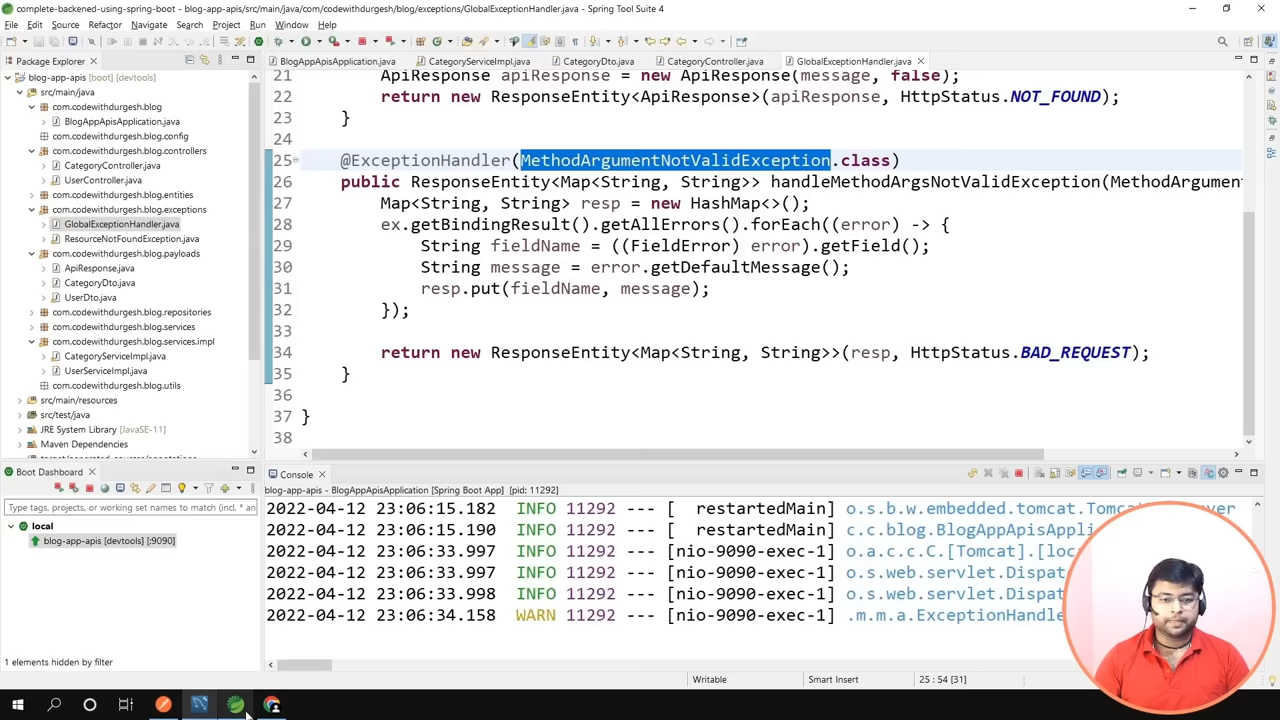 complete-backened-using-spring-boot - blog-app-apis/src/main/java/com/codewithdurgesh/blog/exceptions/GlobalExceptionHandler.java - Spring Tool Suite 4
File Edit Source Refactor Navigate Search Project Run Window Help
Package Explorer
BlogAppApisApplication.java CategoryServiceImpl.java CategoryDto.java CategoryController.java GlobalExceptionHandler.java
blog-app-apis [boot] [devtools]
src/main/java
com.codewithdurgesh.blog
BlogAppApisApplication.java
com.codewithdurgesh.blog.config
com.codewithdurgesh.blog.controllers
CategoryController.java
UserController.java
com.codewithdurgesh.blog.entities
com.codewithdurgesh.blog.exceptions
GlobalExceptionHandler.java
ResourceNotFoundException.java
com.codewithdurgesh.blog.payloads
ApiResponse.java
CategoryDto.java
UserDto.java
com.codewithdurgesh.blog.repositories
com.codewithdurgesh.blog.services
com.codewithdurgesh.blog.services.impl
CategoryServiceImpl.java
UserServiceImpl.java
com.codewithdurgesh.blog.utils
src/main/resources
src/test/java
JRE System Library [JavaSE-11]
Maven Dependencies
21 ApiResponse apiResponse = new ApiResponse(message, false);
22 return new ResponseEntity<ApiResponse>(apiResponse, HttpStatus.NOT_FOUND);
23 }
24
25 @ExceptionHandler(MethodArgumentNotValidException.class)
26 public ResponseEntity<Map<String, String>> handleMethodArgsNotValidException(MethodArgument
27 Map<String, String> resp = new HashMap<>();
28 ex.getBindingResult().getAllErrors().forEach((error) -> {
29 String fieldName = ((FieldError) error).getField();
30 String message = error.getDefaultMessage();
31 resp.put(fieldName, message);
32 });
33
34 return new ResponseEntity<Map<String, String>>(resp, HttpStatus.BAD_REQUEST);
35 }
36
37 }
38
Boot Dashboard
Type tags, projects, or working set names to match (incl. *
local
blog-app-apis [devtools] [:9090]
1 elements hidden by filter
Console
blog-app-apis - BlogAppApisApplication [Spring Boot App] [pid: 11292]
2022-04-12 23:06:15.182 INFO 11292 --- [ restartedMain] o.s.b.w.embedded.tomcat.Tomc
2022-04-12 23:06:15.190 INFO 11292 --- [ restartedMain] c.c.blog.BlogAppApisAppl
2022-04-12 23:06:33.997 INFO 11292 --- [nio-9090-exec-1] o.a.c.c.C.[Tomcat].[loca
2022-04-12 23:06:33.997 INFO 11292 --- [nio-9090-exec-1] o.s.web.servlet.Dispat
2022-04-12 23:06:33.998 INFO 11292 --- [nio-9090-exec-1] o.s.web.servlet.Dispat
2022-04-12 23:06:34.158 WARN 11292 --- [nio-9090-exec-1] .m.m.a.ExceptionHandle
Writable Smart Insert 25 : 54 [31]